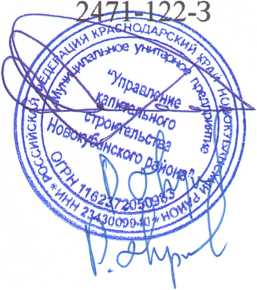 2471-122-3
РОССИЙСКАЯ ФЕДЕРАЦИЯ КРАСНОДАРСКИЙ КРАЙ НОВОКУБАНСКИЙ РАЙОН
Муниципальное унитарное предприятие
"Управление
капитального
строительства
Новокубанского района"
ОГРН 1162372050983
* ИНН 2343009940 *